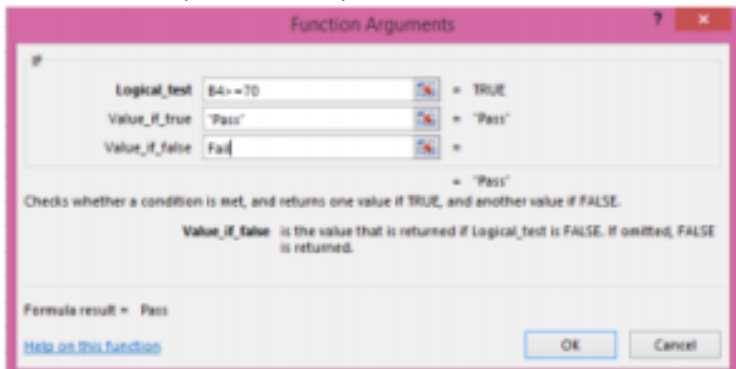 Function Arguments ? ×
IF
Logical_test B4>=70 = TRUE
Value_if_true "Pass" = "Pass"
Value_if_false Fail =
= "Pass"
Checks whether a condition is met, and returns one value if TRUE, and another value if FALSE.
Value_if_false is the value that is returned if Logical_test is FALSE. If omitted, FALSE
is returned.
Formula result = Pass
Help on this function OK Cancel